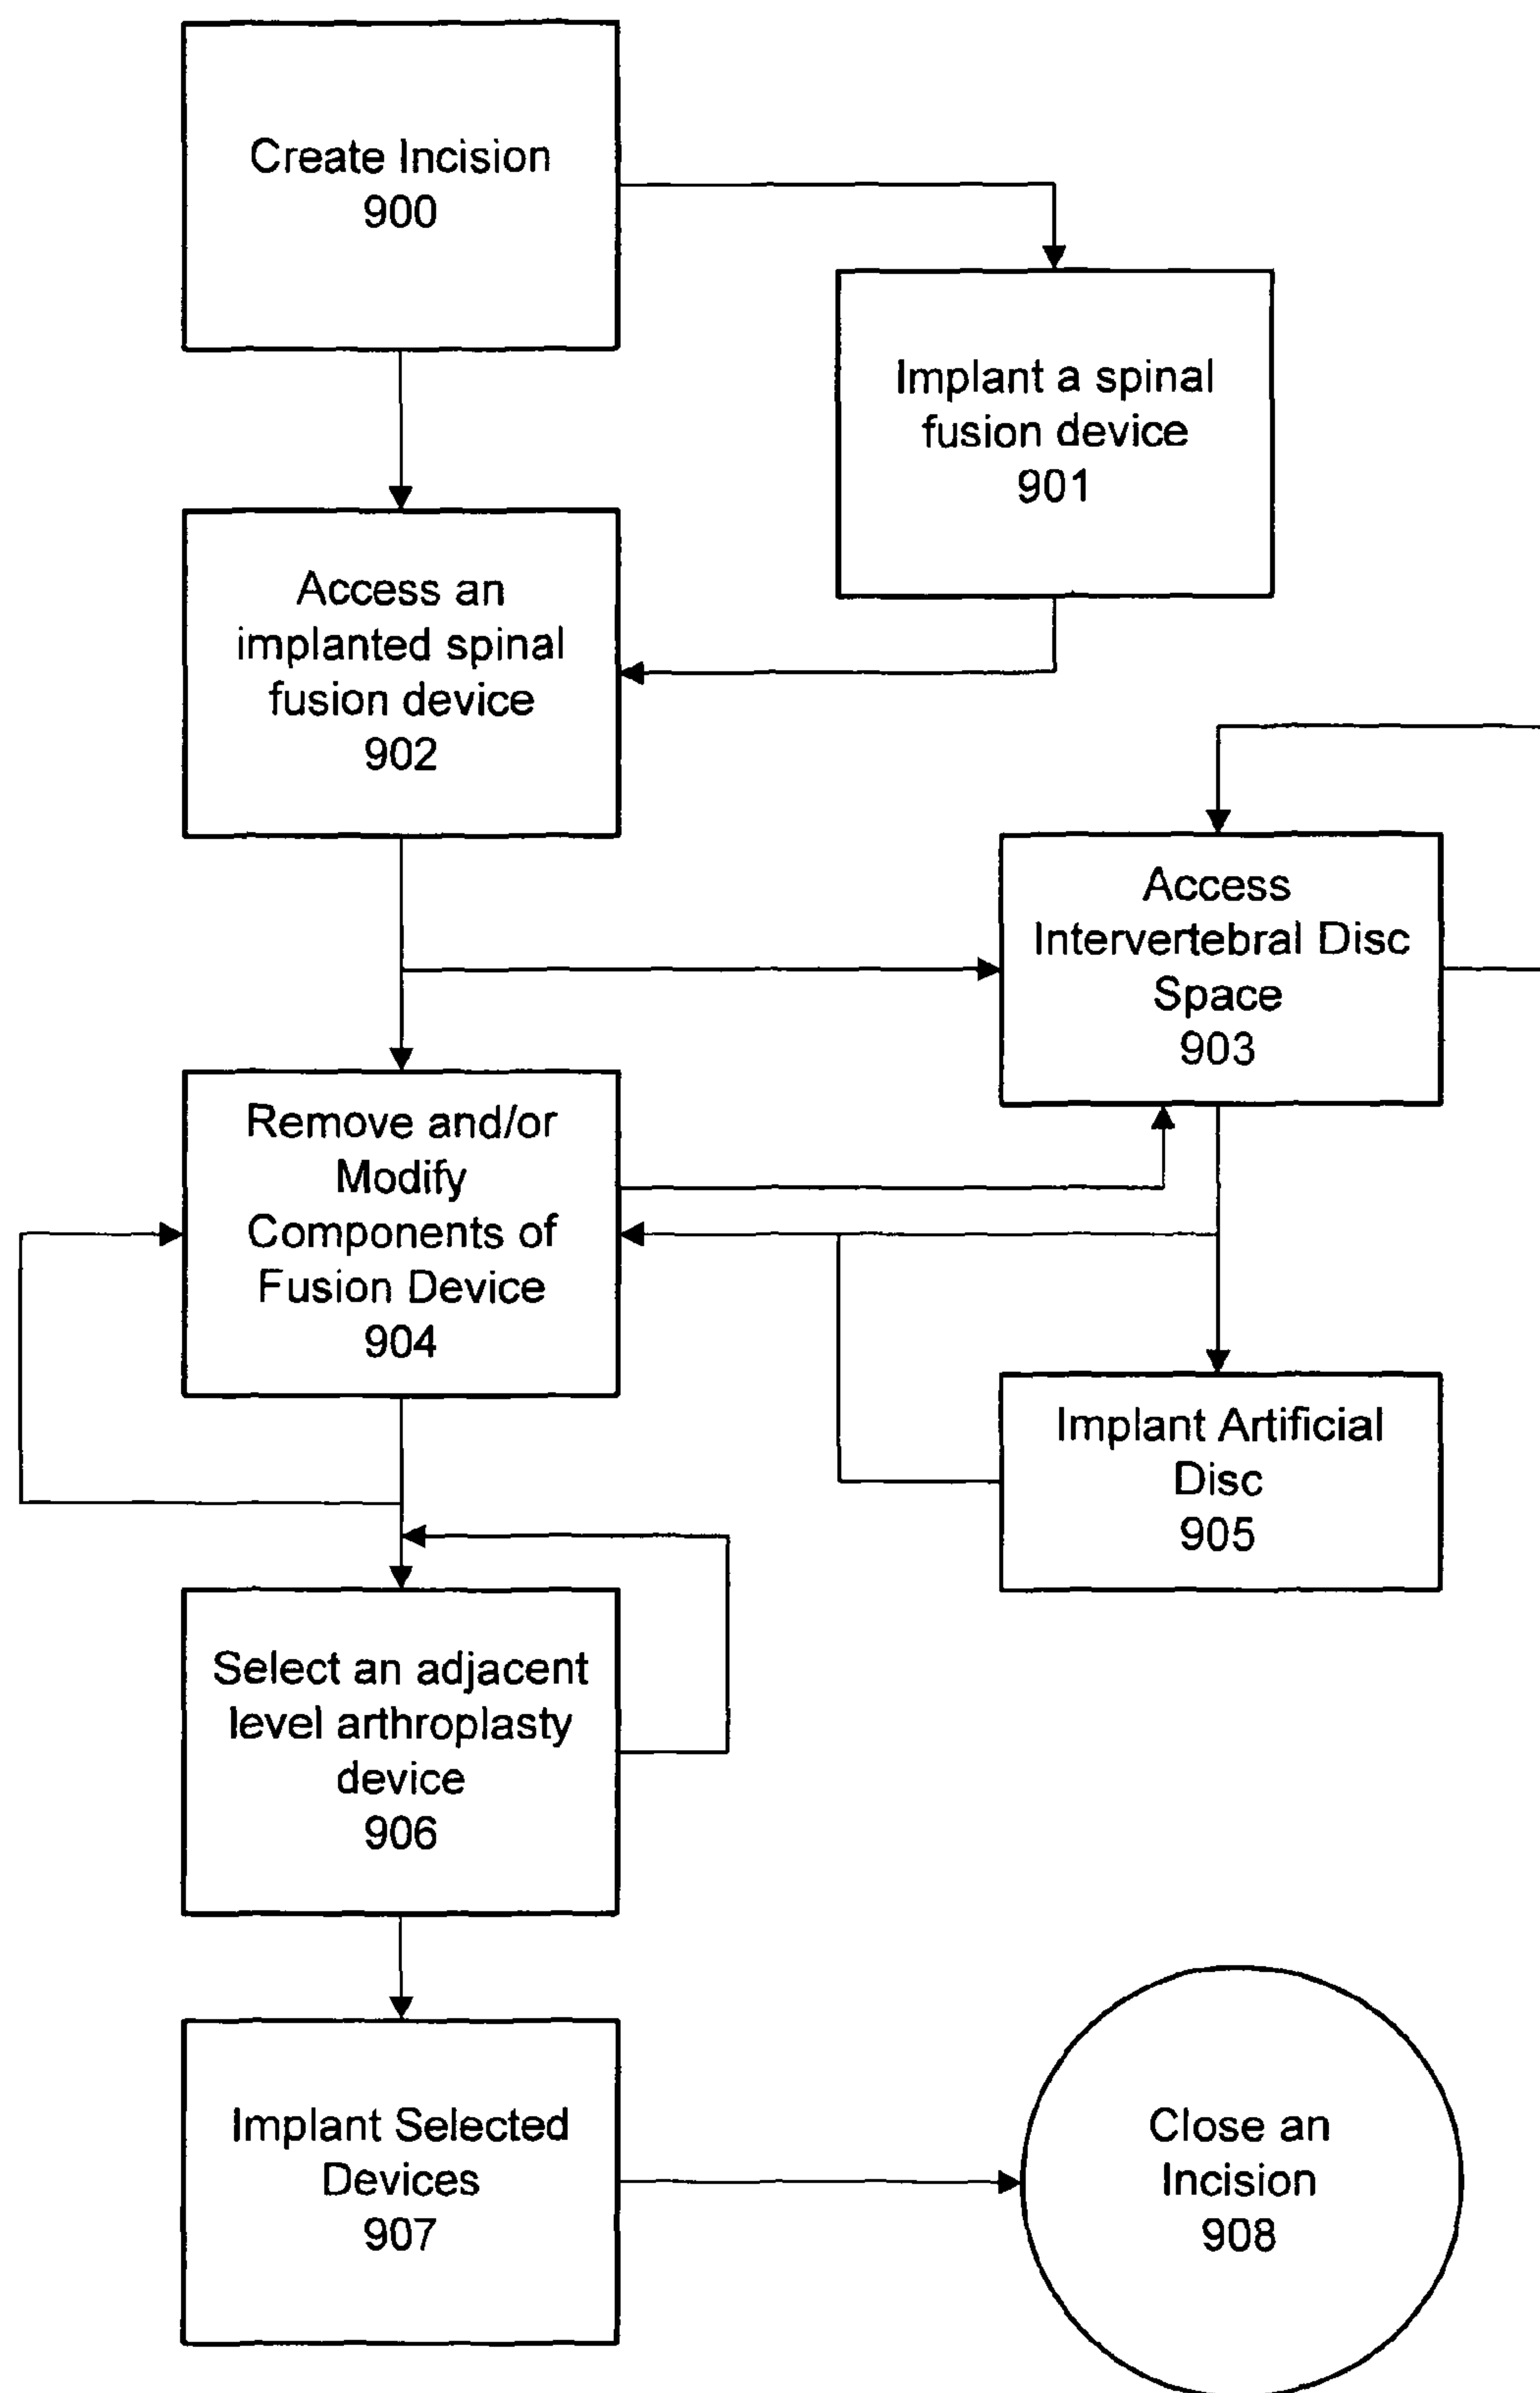 Create Incision
900
Implant a spinal
fusion device
901
Access an
implanted spinal
fusion device
902
Access
Intervertebral Disc
Space
903
Remove and/or
Modify
Components of
Fusion Device
904
Implant Artificial
Disc
905
Select an adjacent
level arthroplasty
device
906
Implant Selected
Devices
907
Close an
Incision
908